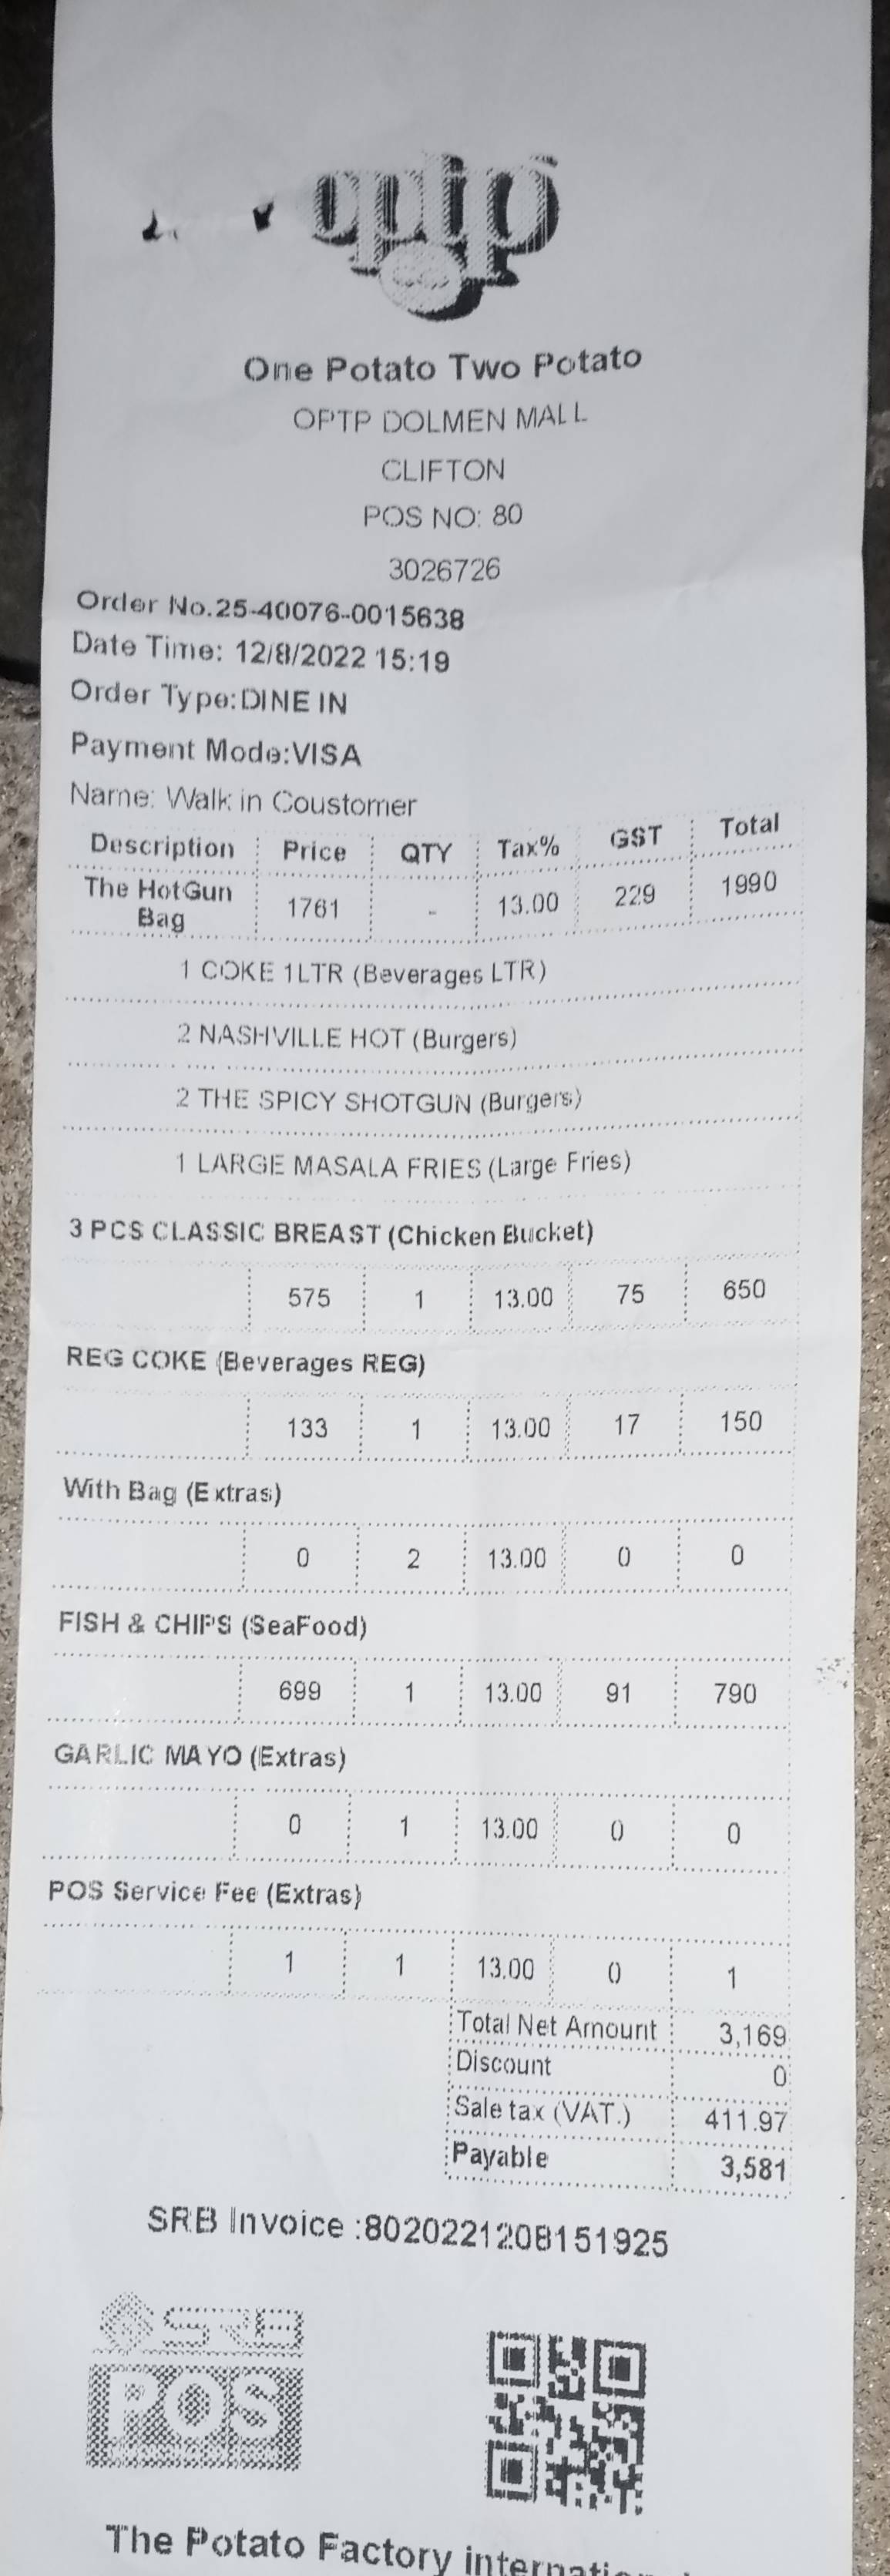 optp
One Potato Two Potato
OPTP DOLMEN MALL
CLIFTON
POS NO: 80
3026726
Order No.25-40076-0015638
Date Time: 12/8/2022 15:19
Order Type:DINE IN
Payment Mode:VISA
Name: Walk in Coustomer
Description Price QTY Tax% GST Total
The HotGun Bag 1761 - 13.00 229 1990
1 COKE 1LTR (Beverages LTR)
2 NASHVILLE HOT (Burgers)
2 THE SPICY SHOTGUN (Burgers)
1 LARGE MASALA FRIES (Large Fries)
3 PCS CLASSIC BREAST (Chicken Bucket)
575 1 13.00 75 650
REG COKE (Beverages REG)
133 1 13.00 17 150
With Bag (Extras)
0 2 13.00 0 0
FISH & CHIPS (SeaFood)
699 1 13.00 91 790
GARLIC MAYO (Extras)
0 1 13.00 0 0
POS Service Fee (Extras)
1 1 13.00 0 1
Total Net Amount 3,169
Discount 0
Sale tax (VAT.) 411.97
Payable 3,581
SRB Invoice :8020221208151925
SRB
POS
The Potato Factory internati